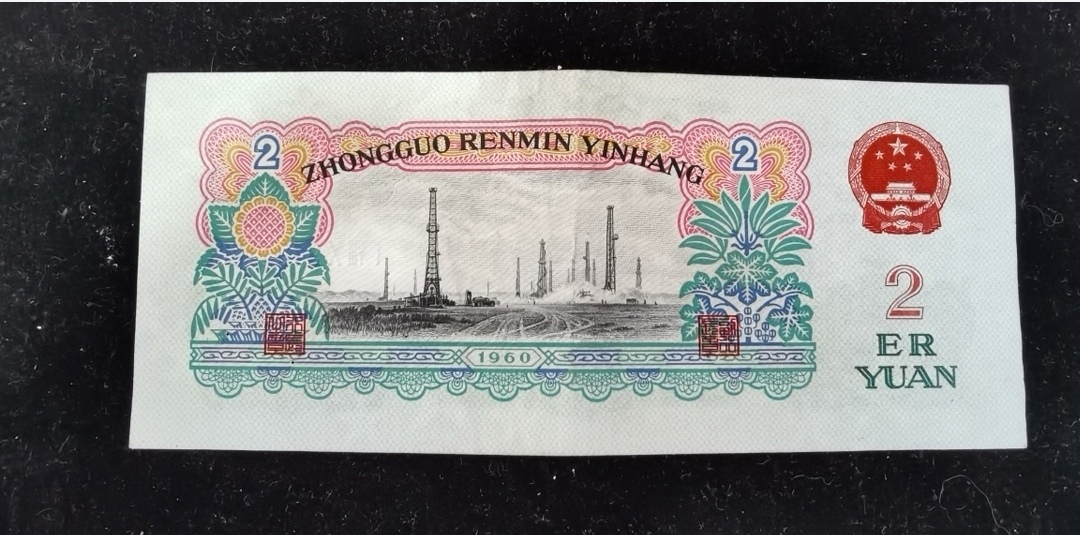 ZHONGGUO RENMIN YINHANG
2
2
1960
2
ER
YUAN